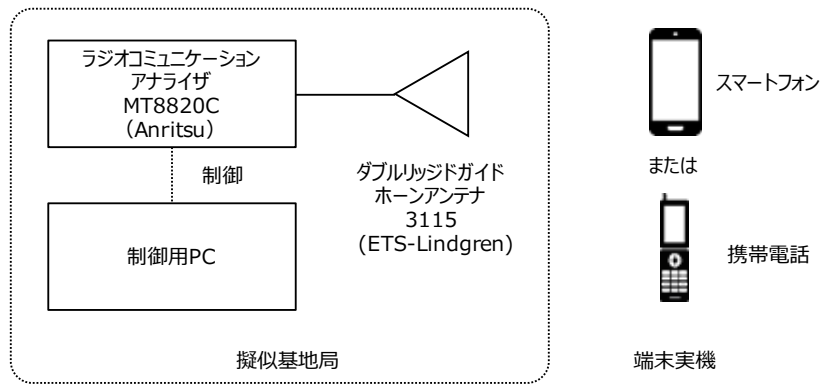 ラジオコミュニケーション
アナライザ
MT8820C
（Anritsu）
制御
制御用PC
ダブルリッジドガイド
ホーンアンテナ
3115
(ETS-Lindgren)
擬似基地局
スマートフォン
または
携帯電話
端末実機